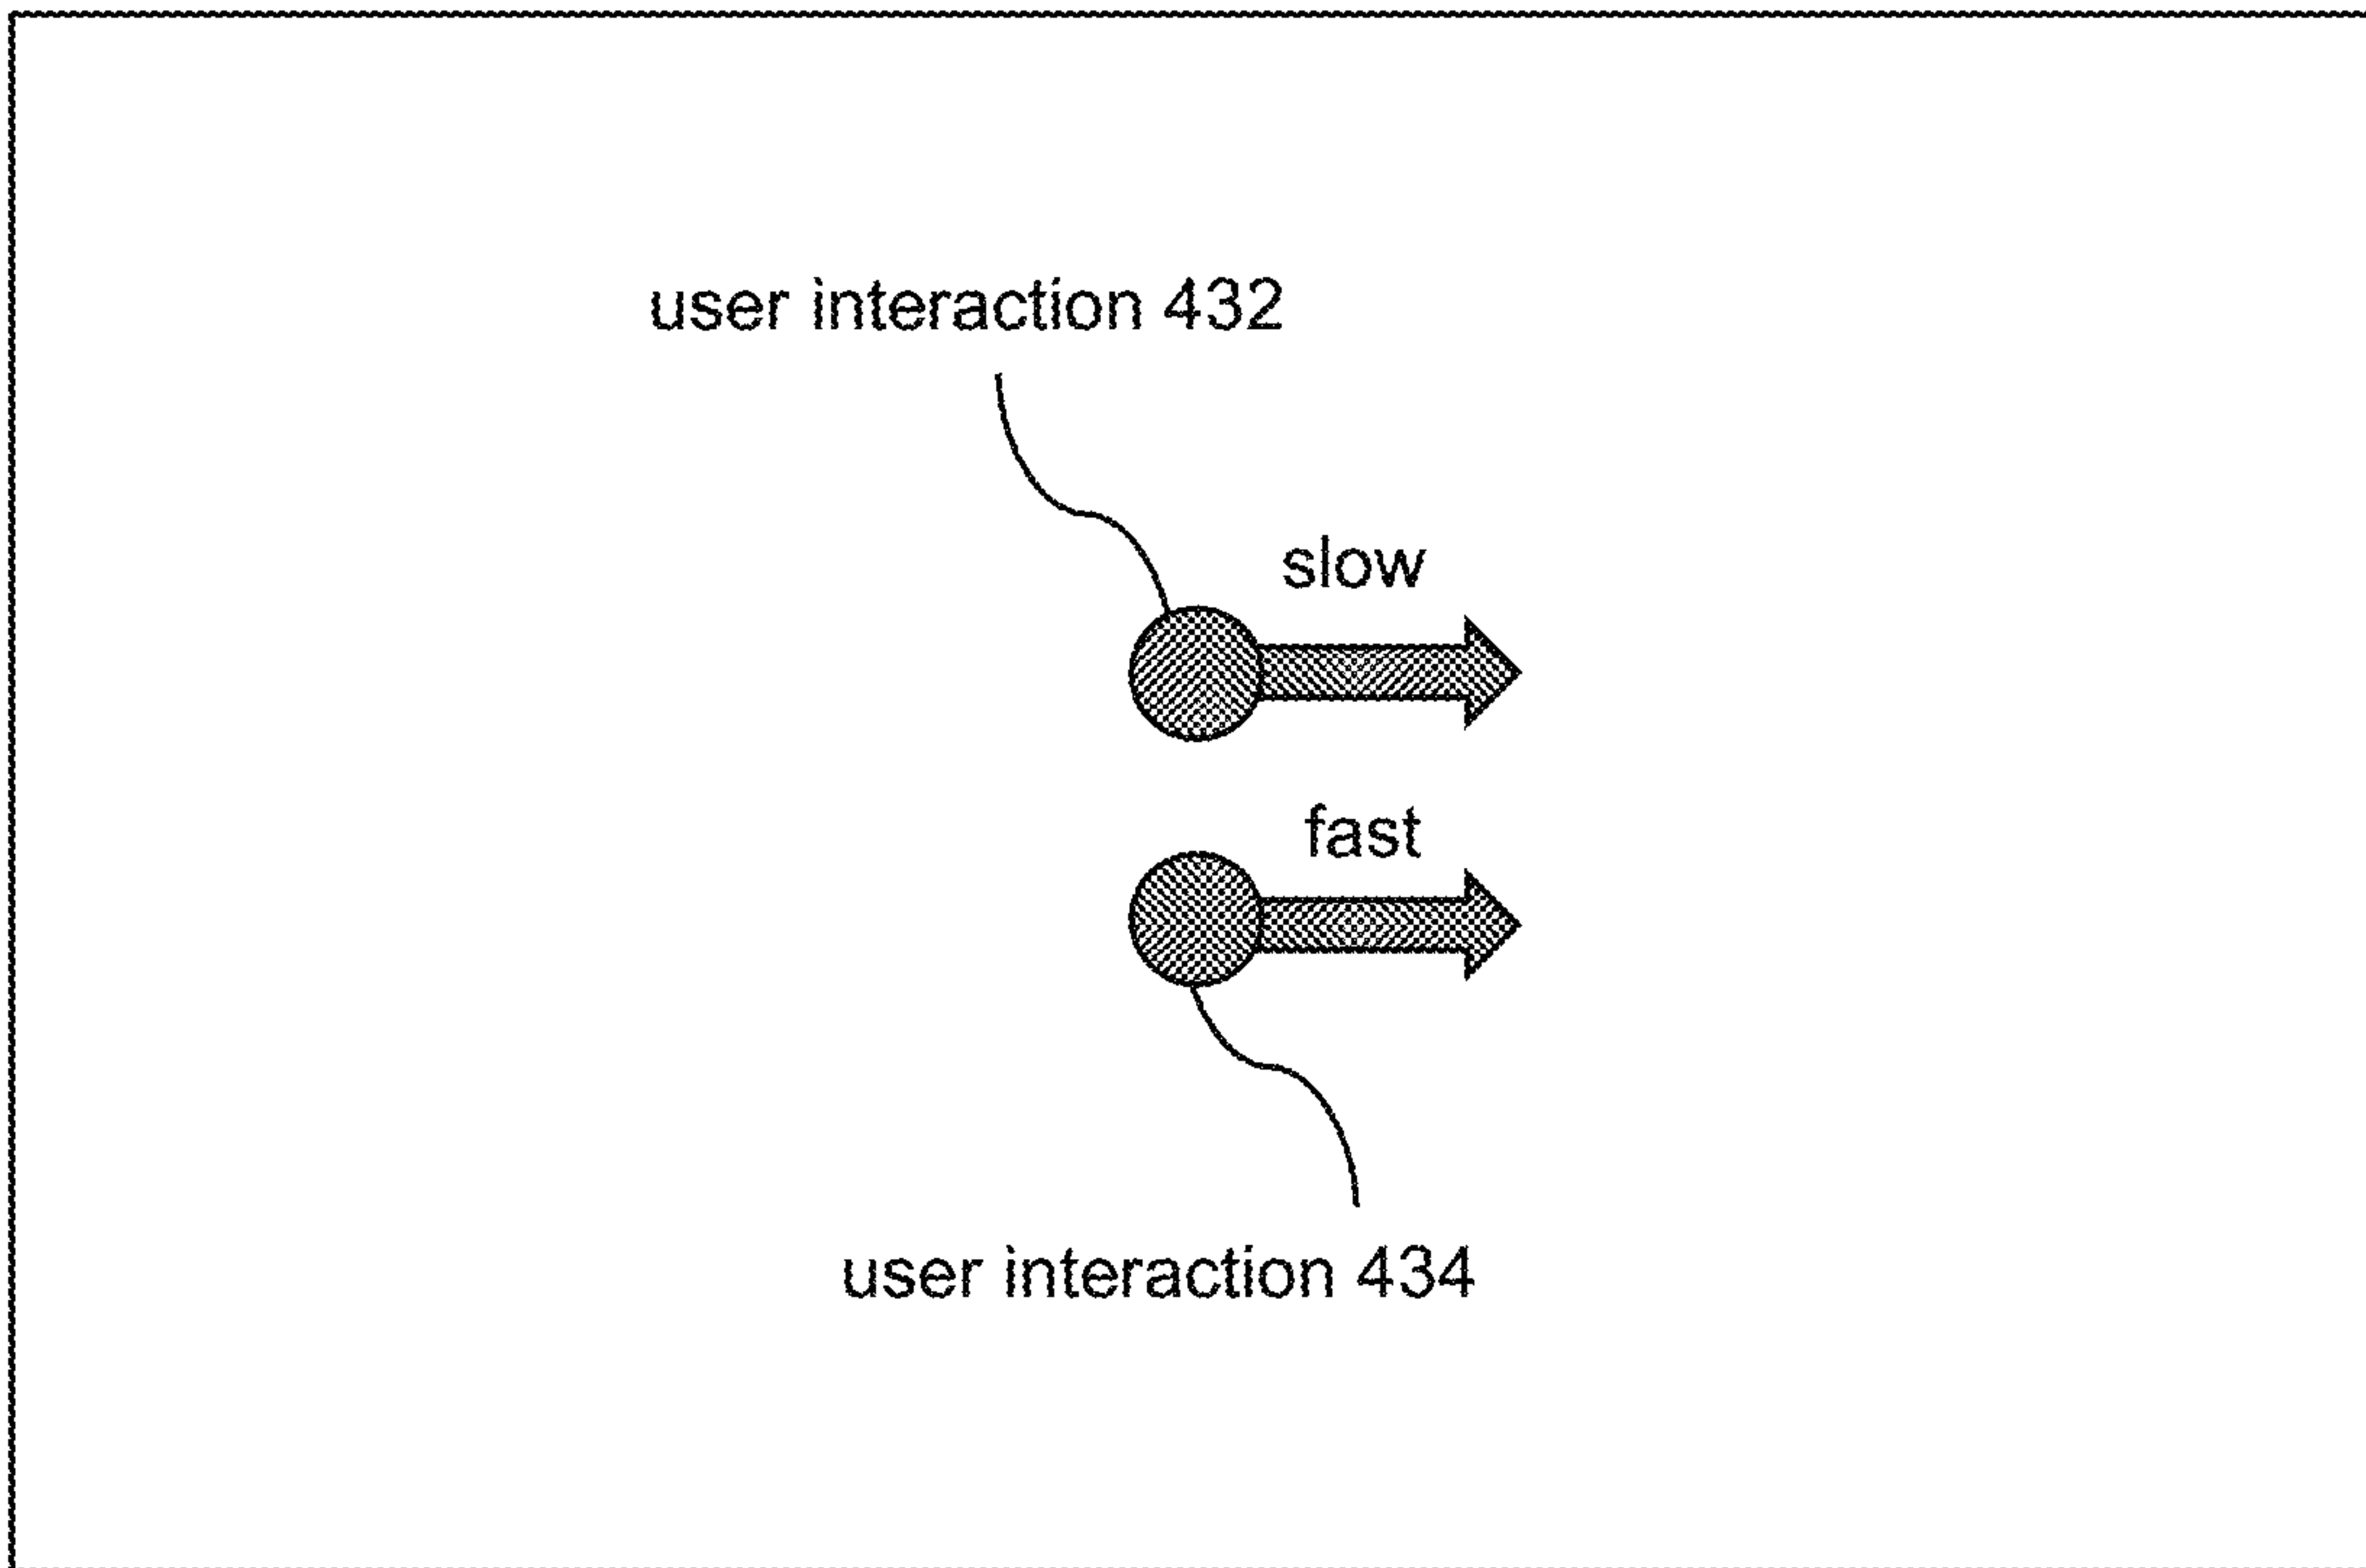 user interaction 432
slow
fast
user interaction 434